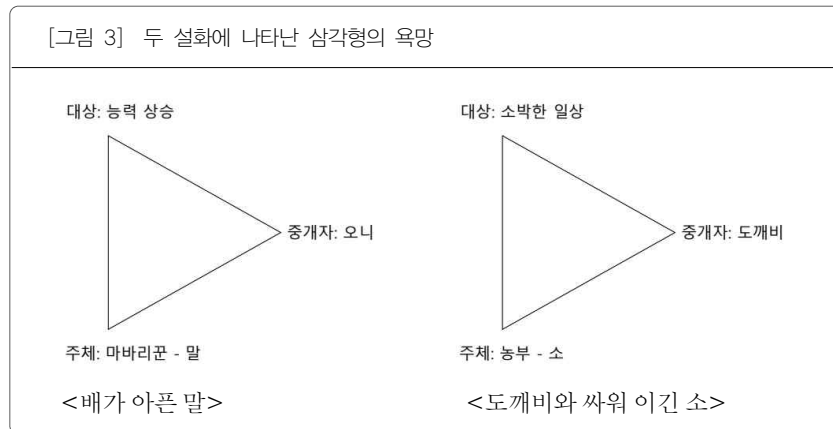 [그림 3] 두 설화에 나타난 삼각형의 욕망
대상: 능력 상승
대상: 소박한 일상
중개자: 오니
중개자: 도깨비
주체: 마바리꾼 - 말
주체: 농부 - 소
<배가 아픈 말>
<도깨비와 싸워 이긴 소>